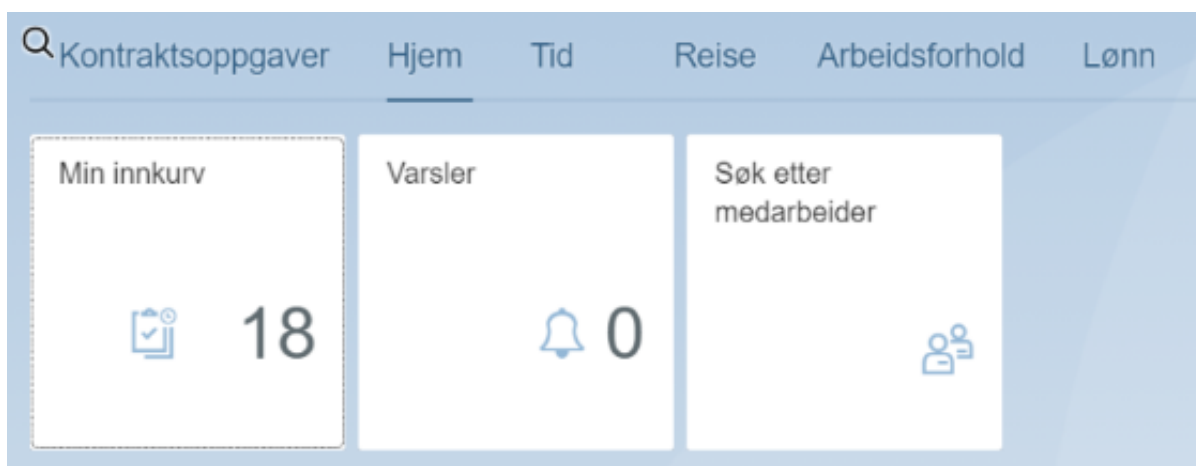 Kontraktsoppgaver Hjem Tid Reise Arbeidsforhold Lønn
Min innkurv
Varsler
Søk etter
medarbeider
18
0